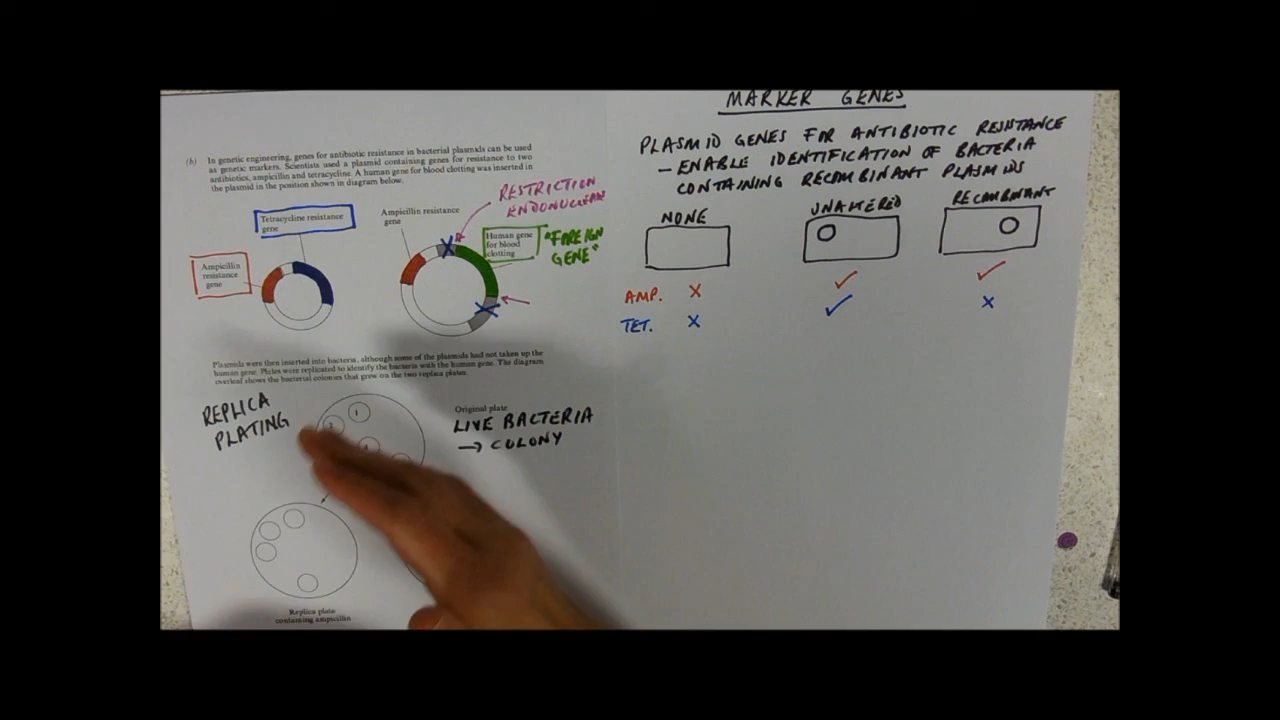 MARKER GENES
(b) In genetic engineering, genes for antibiotic resistance in bacterial plasmids can be used
as genetic markers. Scientists used a plasmid containing genes for resistance to two
antibiotics, ampicillin and tetracycline. A human gene for blood clotting was inserted in
the plasmid in the position shown in diagram below.
Tetracycline resistance
gene
Ampicillin
resistance
gene
Ampicillin resistance
gene
RESTRICTION
Human gene
for blood
clotting
"FOREIGN
GENE"
Plasmids were then inserted into bacteria, although some of the plasmids had not taken up the
human gene. Plates were replicated to identify the bacteria with the human gene. The diagram
overleaf shows the bacterial colonies that grew on the two replica plates.
REPLICA
PLATING
1
Original plate
LIVE BACTERIA
→ COLONY
Replica plate
containing ampicillin
PLASMID GENES FOR ANTIBIOTIC RESISTANCE
– ENABLE IDENTIFICATION OF BACTERIA
CONTAINING RECOMBINANT PLASMIDS
NONE UNALTERED RECOMBINANT
AMP. X ✓ ✓
TET. X ✓ X